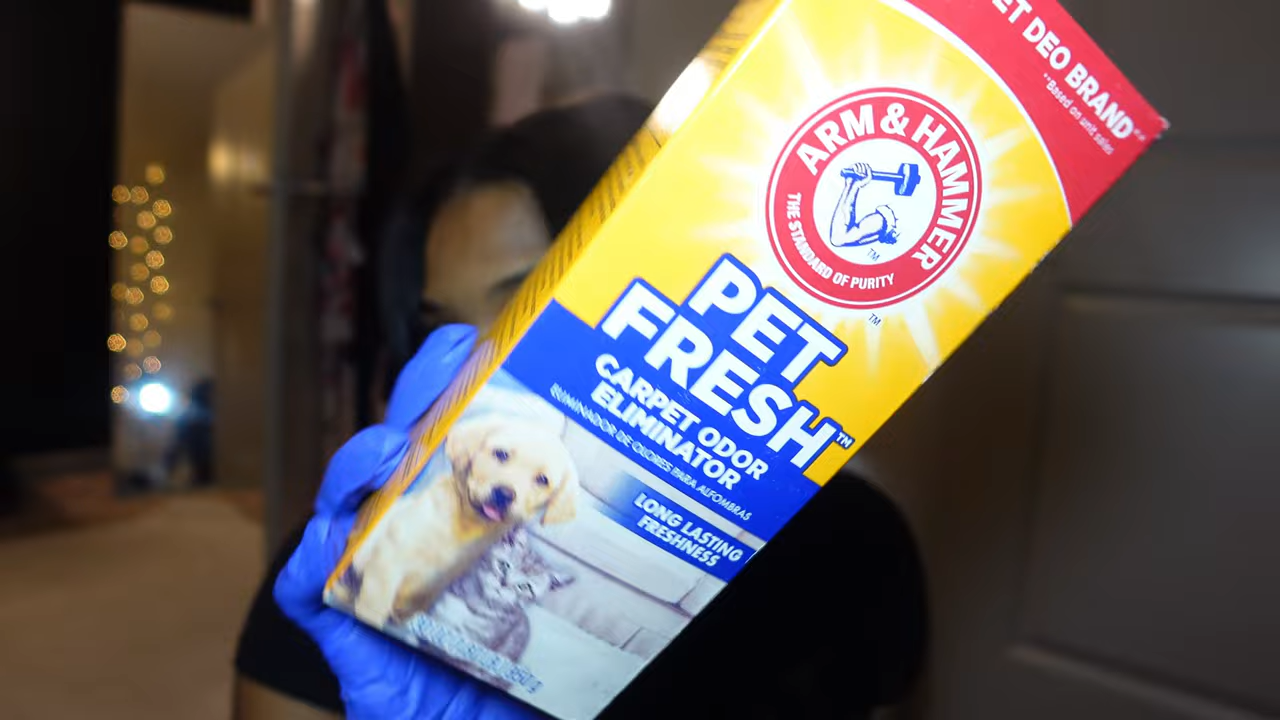 ET DEO BRAND
**Based on unit sales
ARM & HAMMER
THE STANDARD OF PURITY
TM
TM
PET
FRESH™
CARPET ODOR
ELIMINATOR
ELIMINADOR DE OLORES PARA ALFOMBRAS
LONG LASTING
FRESHNESS